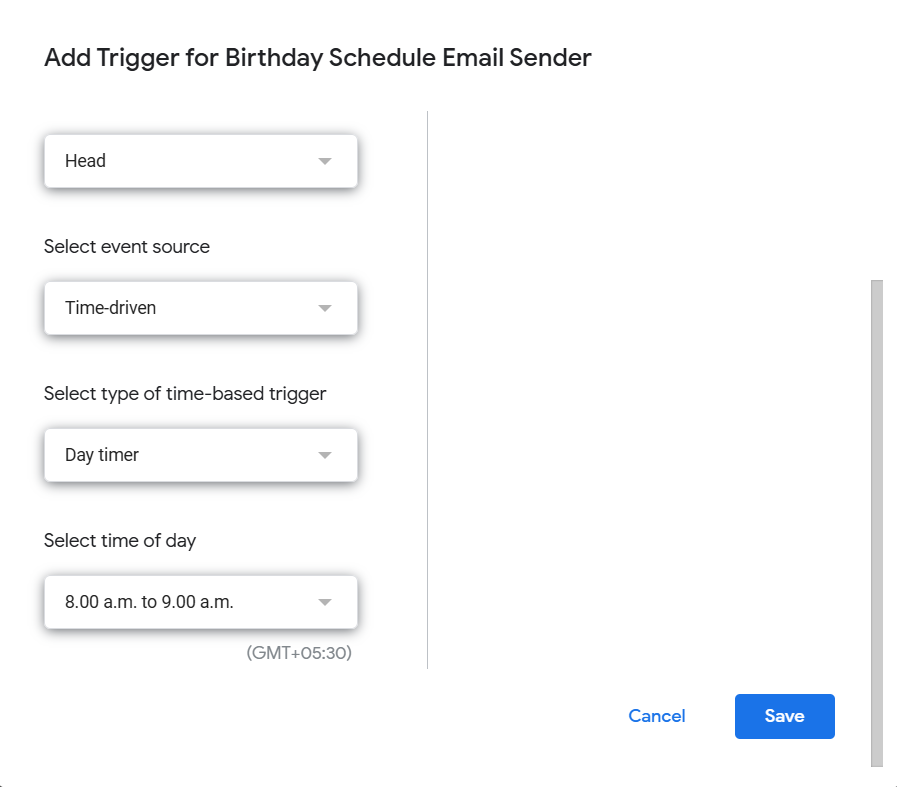 Add Trigger for Birthday Schedule Email Sender
Head
Select event source
Time-driven
Select type of time-based trigger
Day timer
Select time of day
8.00 a.m. to 9.00 a.m.
(GMT+05:30)
Cancel
Save